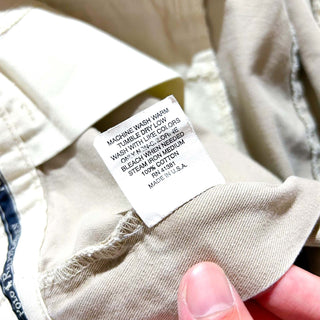 MACHINE WASH WARM
TUMBLE DRY LOW
WASH WITH LIKE COLORS
BLEACH WHEN NEEDED
STEAM IRON MEDIUM
100% COTTON
RN 41381
MADE IN U.S.A.
Polo